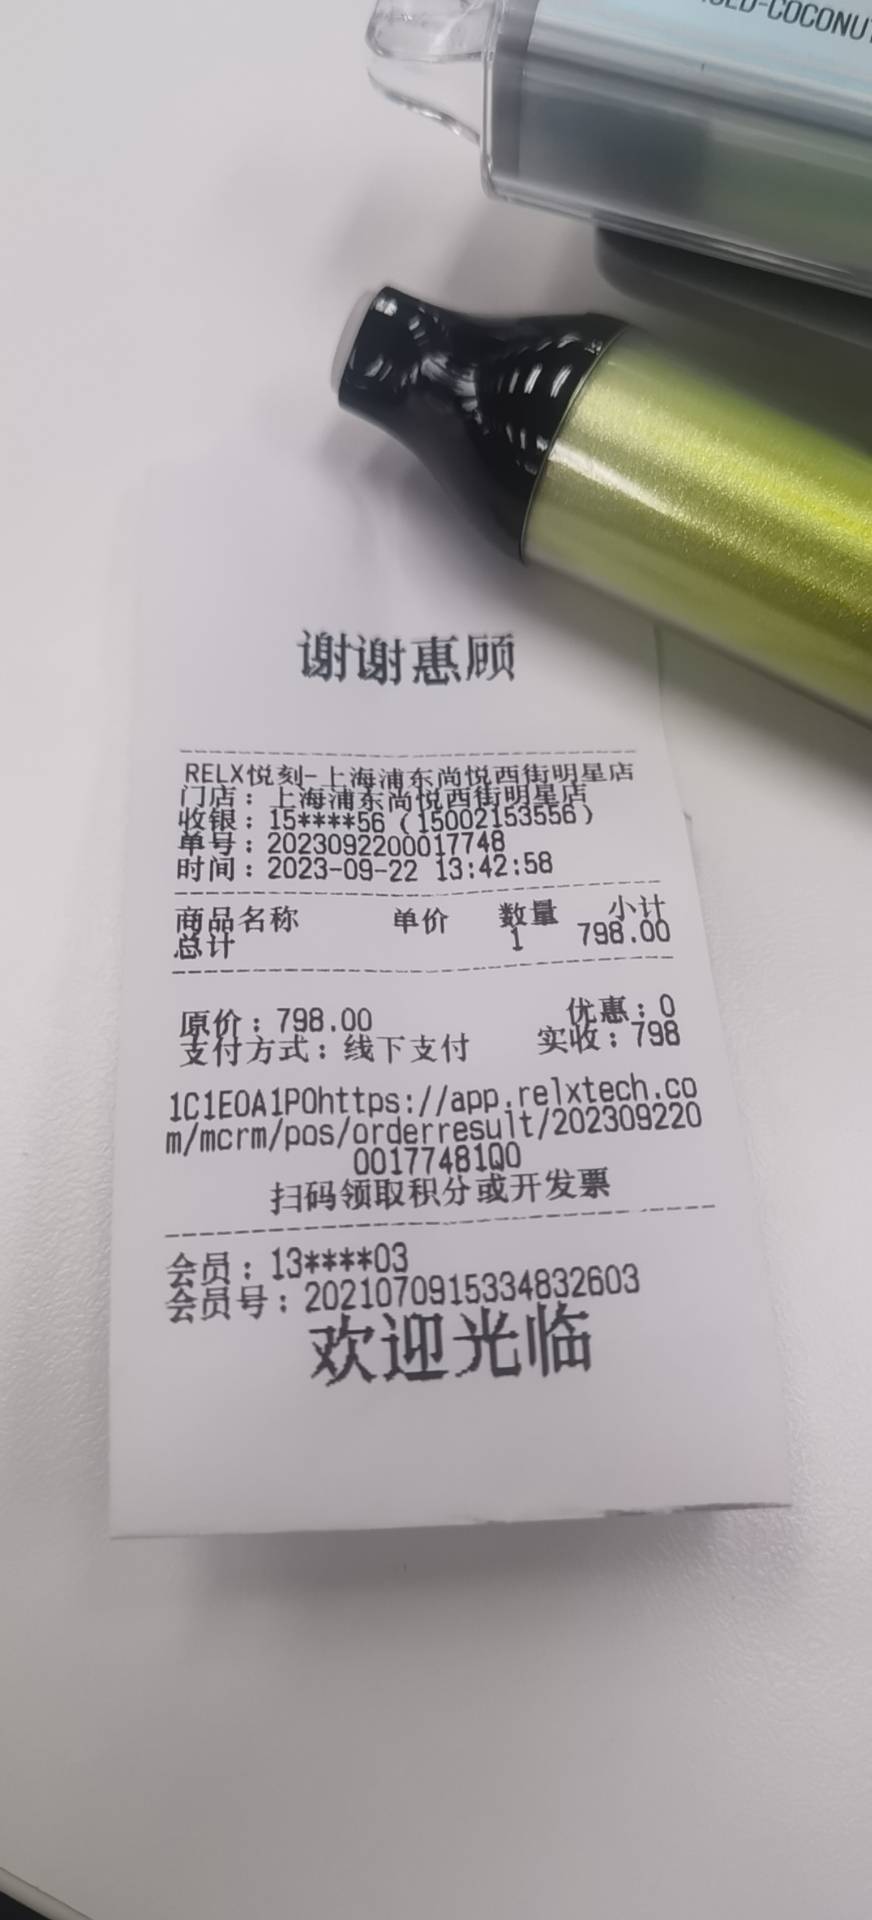 COCONUT
谢谢惠顾
RELX悦刻-上海浦东尚悦西街明星店
门店：上海浦东尚悦西街明星店
收银：15****56（15002153556）
单号：2023092200017748
时间：2023-09-22 13:42:58
商品名称 单价 数量 小计
总计 1 798.00
原价：798.00 优惠：0
支付方式：线下支付 实收：798
1C1E0A1P0https://app.relxtech.co
m/mcrm/pos/orderresult/202309220
00177481Q0
扫码领取积分或开发票
会员：13****03
会员号：2021070915334832603
欢迎光临